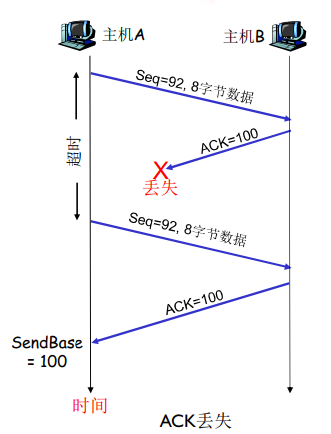 主机A
主机B
Seq=92, 8字节数据
ACK=100
超时
X
丢失
Seq=92, 8字节数据
ACK=100
SendBase
= 100
时间
ACK丢失